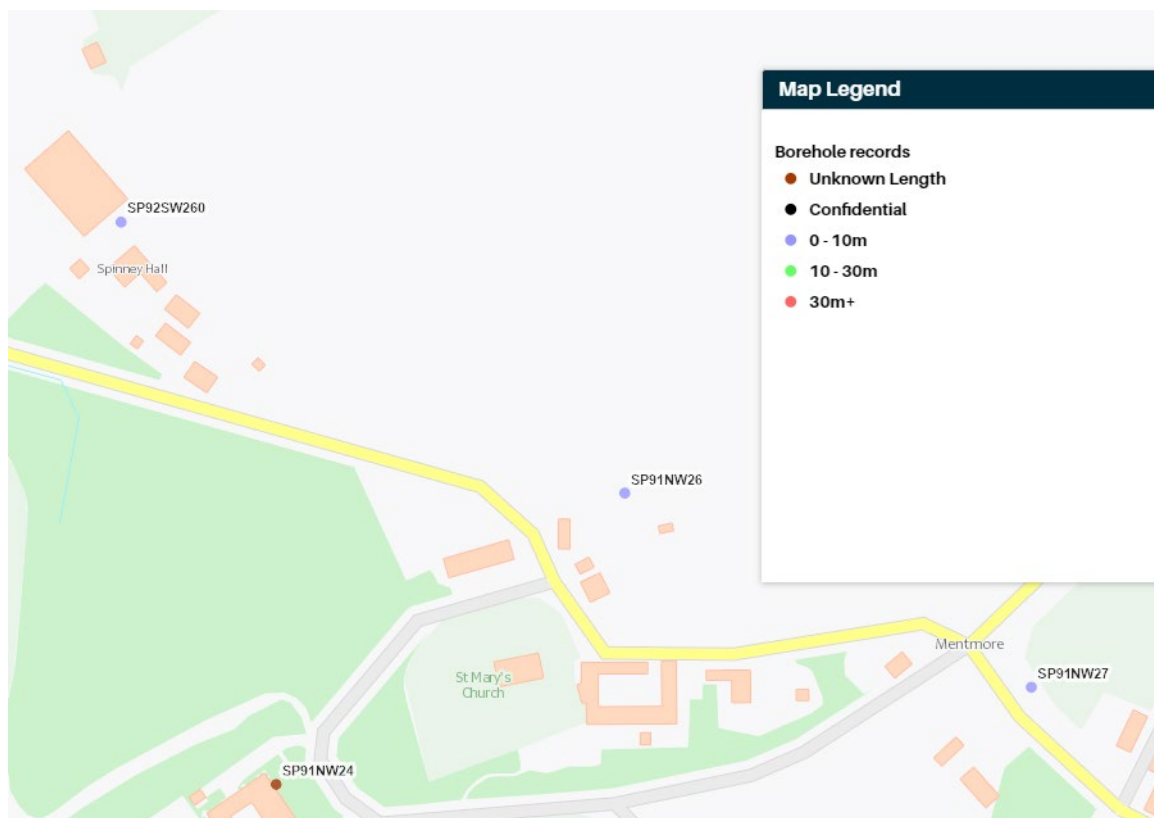 Map Legend
Borehole records
Unknown Length
Confidential
0 - 10m
10 - 30m
30m+
SP92SW260
Spinney Hall
SP91NW26
Mentmore
St Mary's
Church
SP91NW27
SP91NW24